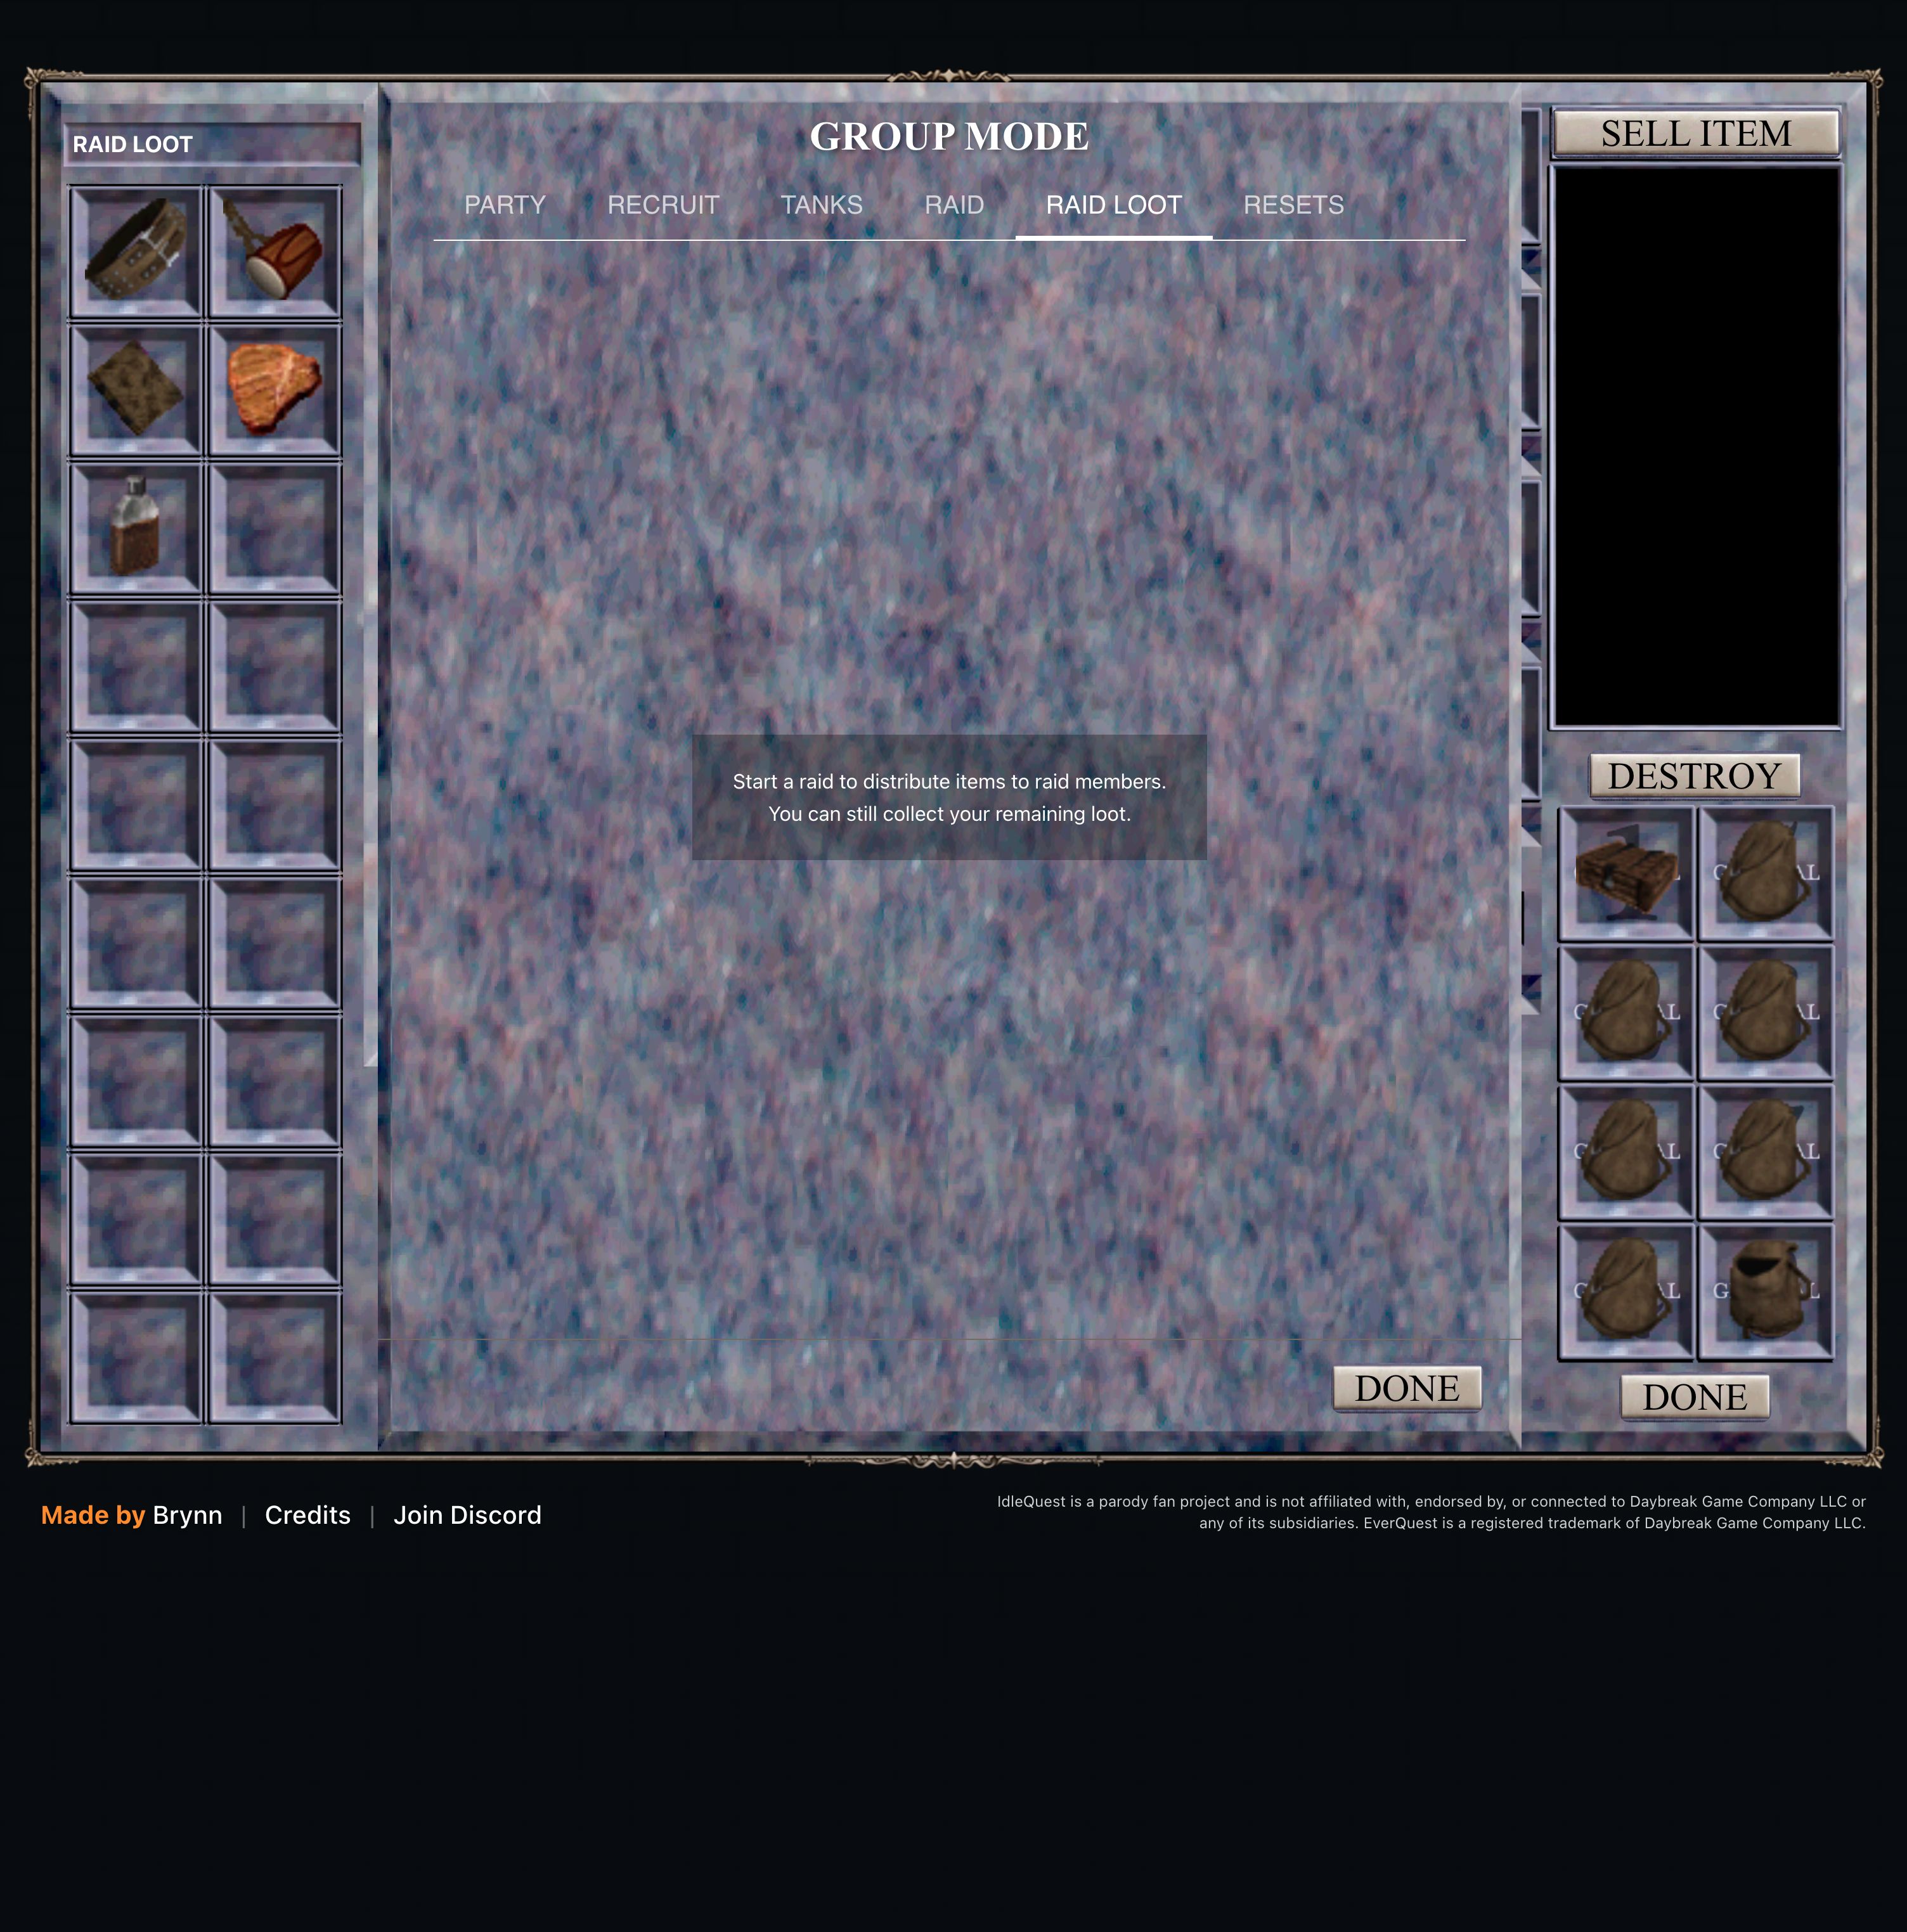 RAID LOOT
GROUP MODE
PARTY RECRUIT TANKS RAID RAID LOOT RESETS
Start a raid to distribute items to raid members.
You can still collect your remaining loot.
DONE
SELL ITEM
DESTROY
DONE
Made by Brynn | Credits | Join Discord
IdleQuest is a parody fan project and is not affiliated with, endorsed by, or connected to Daybreak Game Company LLC or
any of its subsidiaries. EverQuest is a registered trademark of Daybreak Game Company LLC.